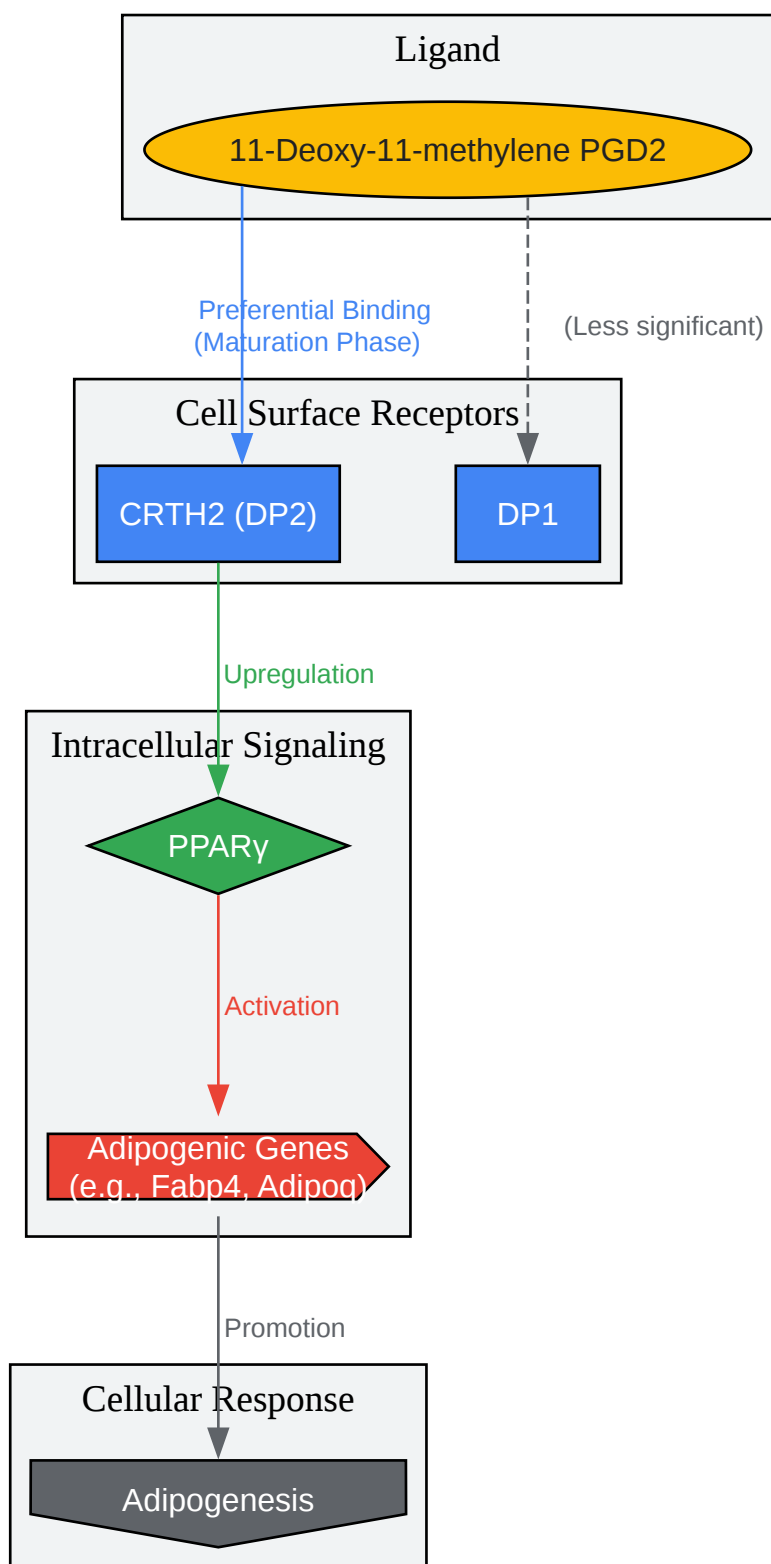 Ligand
11-Deoxy-11-methylene PGD2
Preferential Binding
(Maturation Phase)
(Less significant)
Cell Surface Receptors
CRTH2 (DP2)
DP1
Upregulation
Intracellular Signaling
PPARγ
Activation
Adipogenic Genes
(e.g., Fabp4, Adipoq)
Promotion
Cellular Response
Adipogenesis